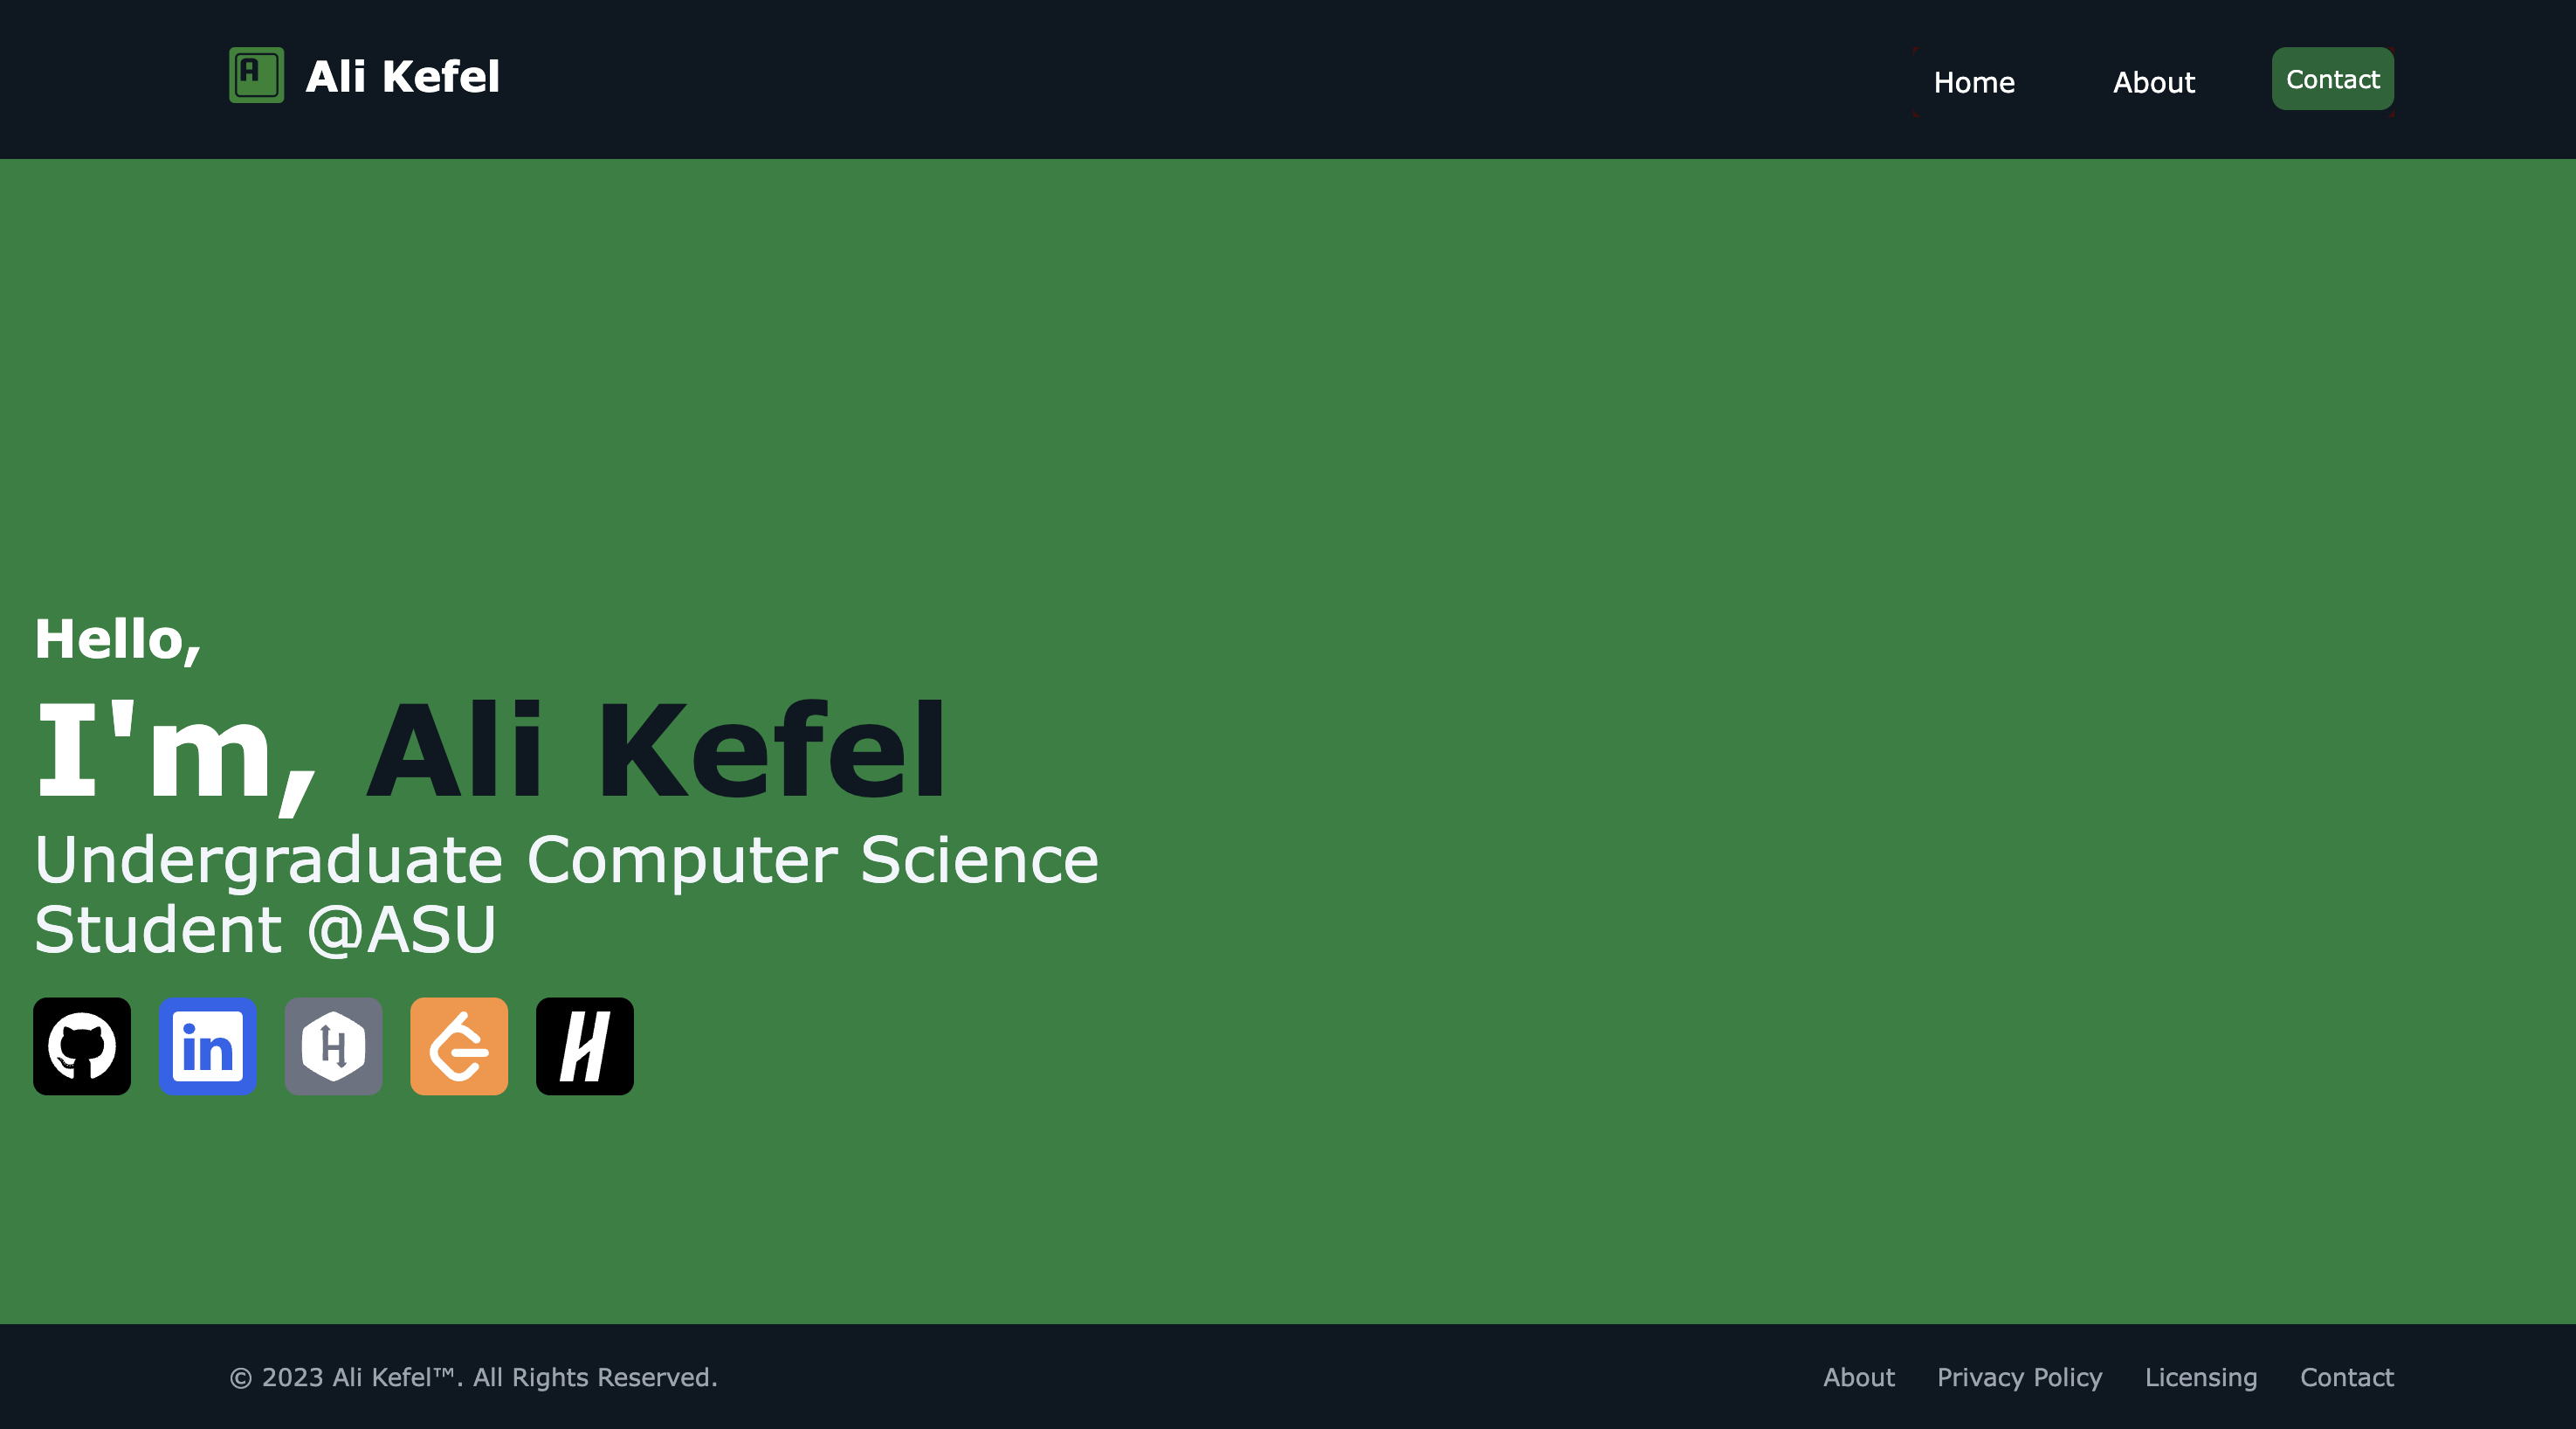 A
Ali Kefel
Home
About
Contact
Hello,
I'm, Ali Kefel
Undergraduate Computer Science
Student @ASU
in
H
H
© 2023 Ali Kefel™. All Rights Reserved.
About
Privacy Policy
Licensing
Contact